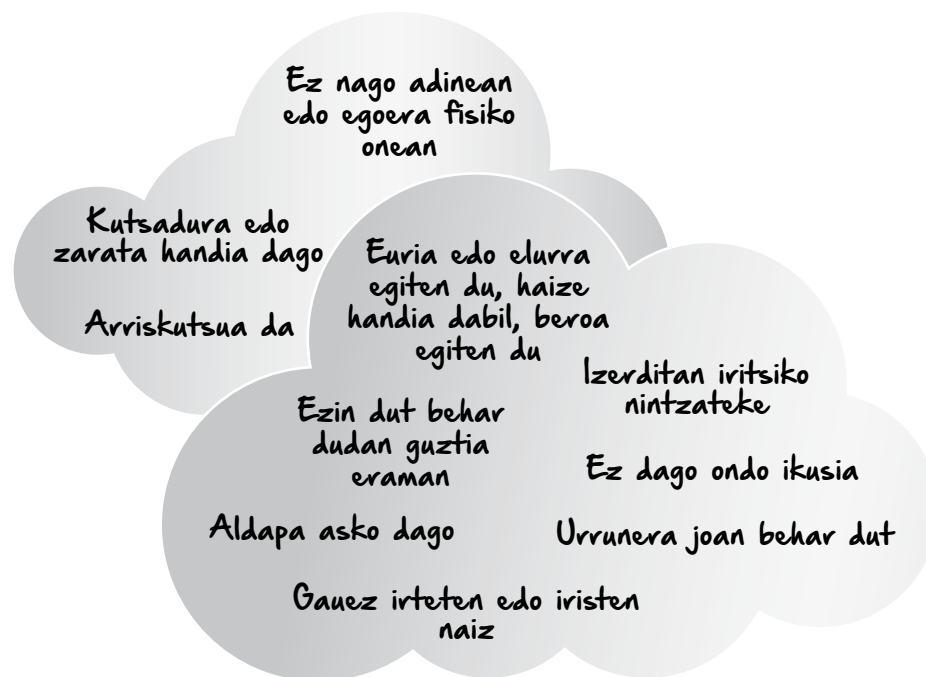 Ez nago adinean
edo egoera fisiko
onean
Kutsadura edo
zarata handia dago
Arriskutsua da
Euria edo elurra
egiten du, haize
handia dabil, beroa
egiten du
Izerditan iritsiko
nintzateke
Ezin dut behar
dudan guztia
eraman
Ez dago ondo ikusia
Aldapa asko dago
Urrunera joan behar dut
Gauez irteten edo iristen
naiz